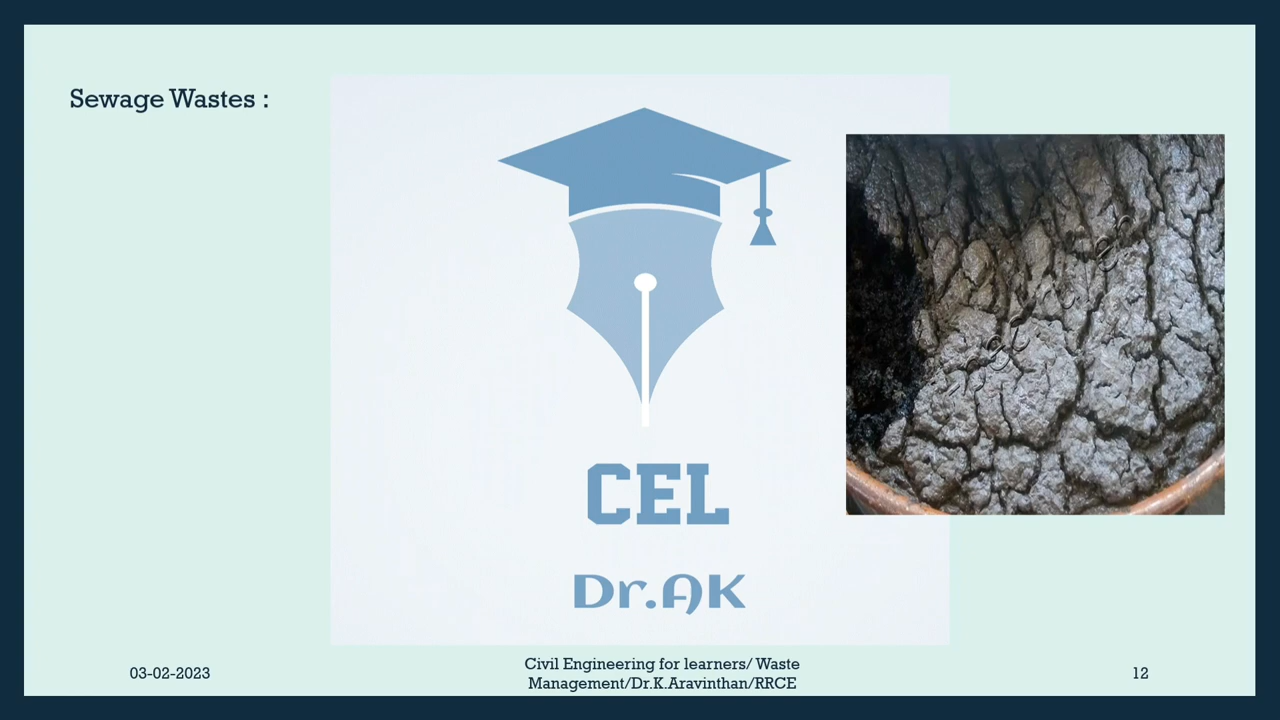 Sewage Wastes :
CEL
Dr.AK
03-02-2023
Civil Engineering for learners/ Waste
Management/Dr.K.Aravinthan/RRCE
12